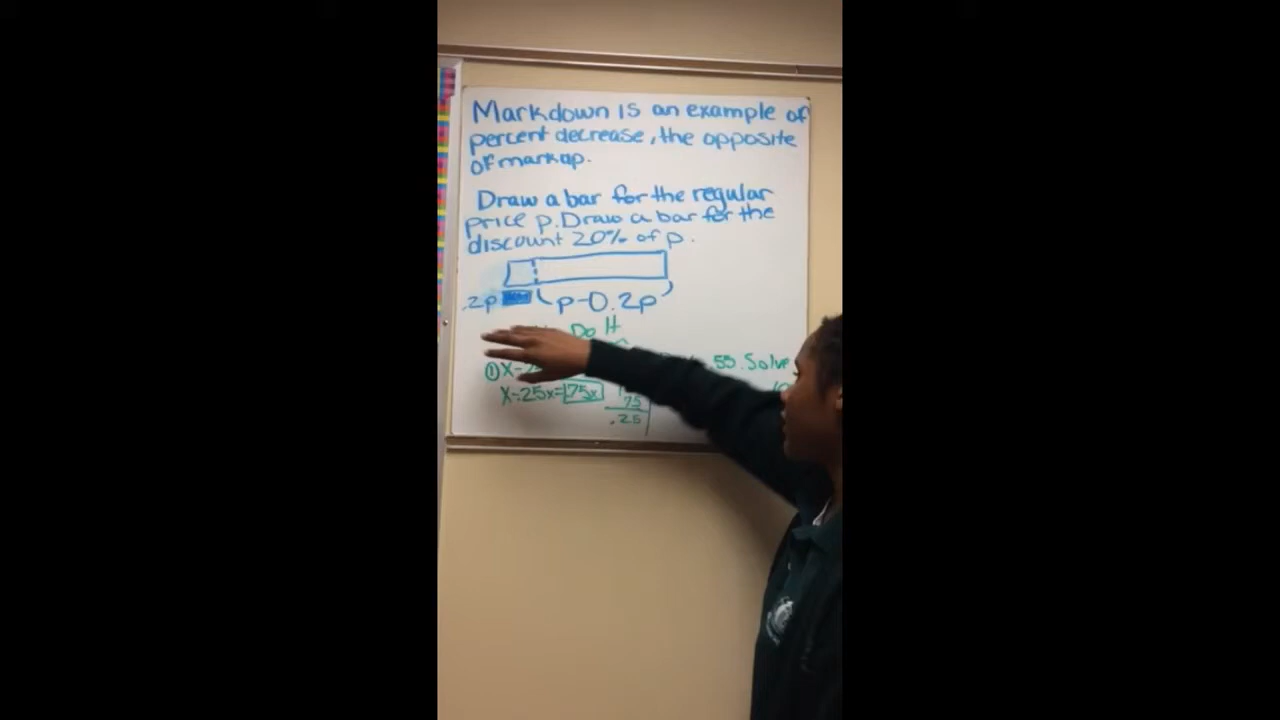 Markdown is an example of
percent decrease, the opposite
of markup.
Draw a bar for the regular
price p. Draw a bar for the
discount 20% of p.
.2p p-0.2p
Do It
① X-
55. Solve
X-.25x=.75x
75
.25